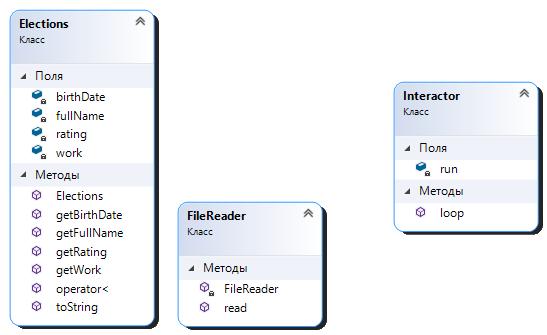 Elections
Класс
Поля
birthDate
fullName
rating
work
Методы
Elections
getBirthDate
getFullName
getRating
getWork
operator<
toString
FileReader
Класс
Методы
FileReader
read
Interactor
Класс
Поля
run
Методы
loop